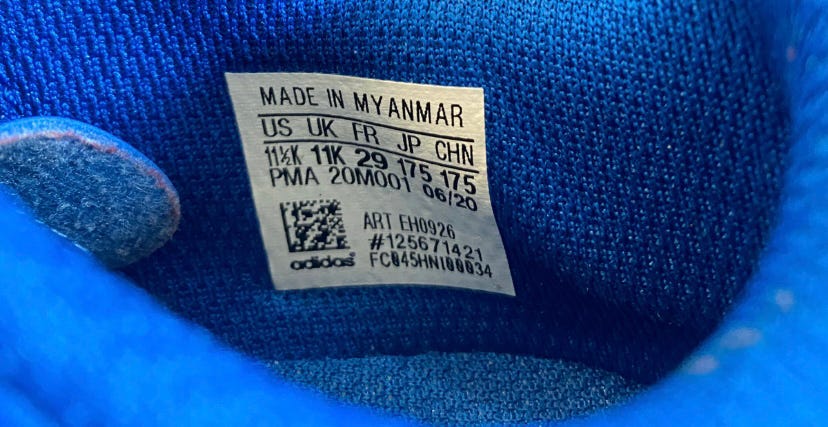 MADE IN MYANMAR
US UK FR JP CHN
11½K 11K 29 175 175
PMA 20M001 06/20
ART EH0926
#125671421
FC045HNI00034
adidas